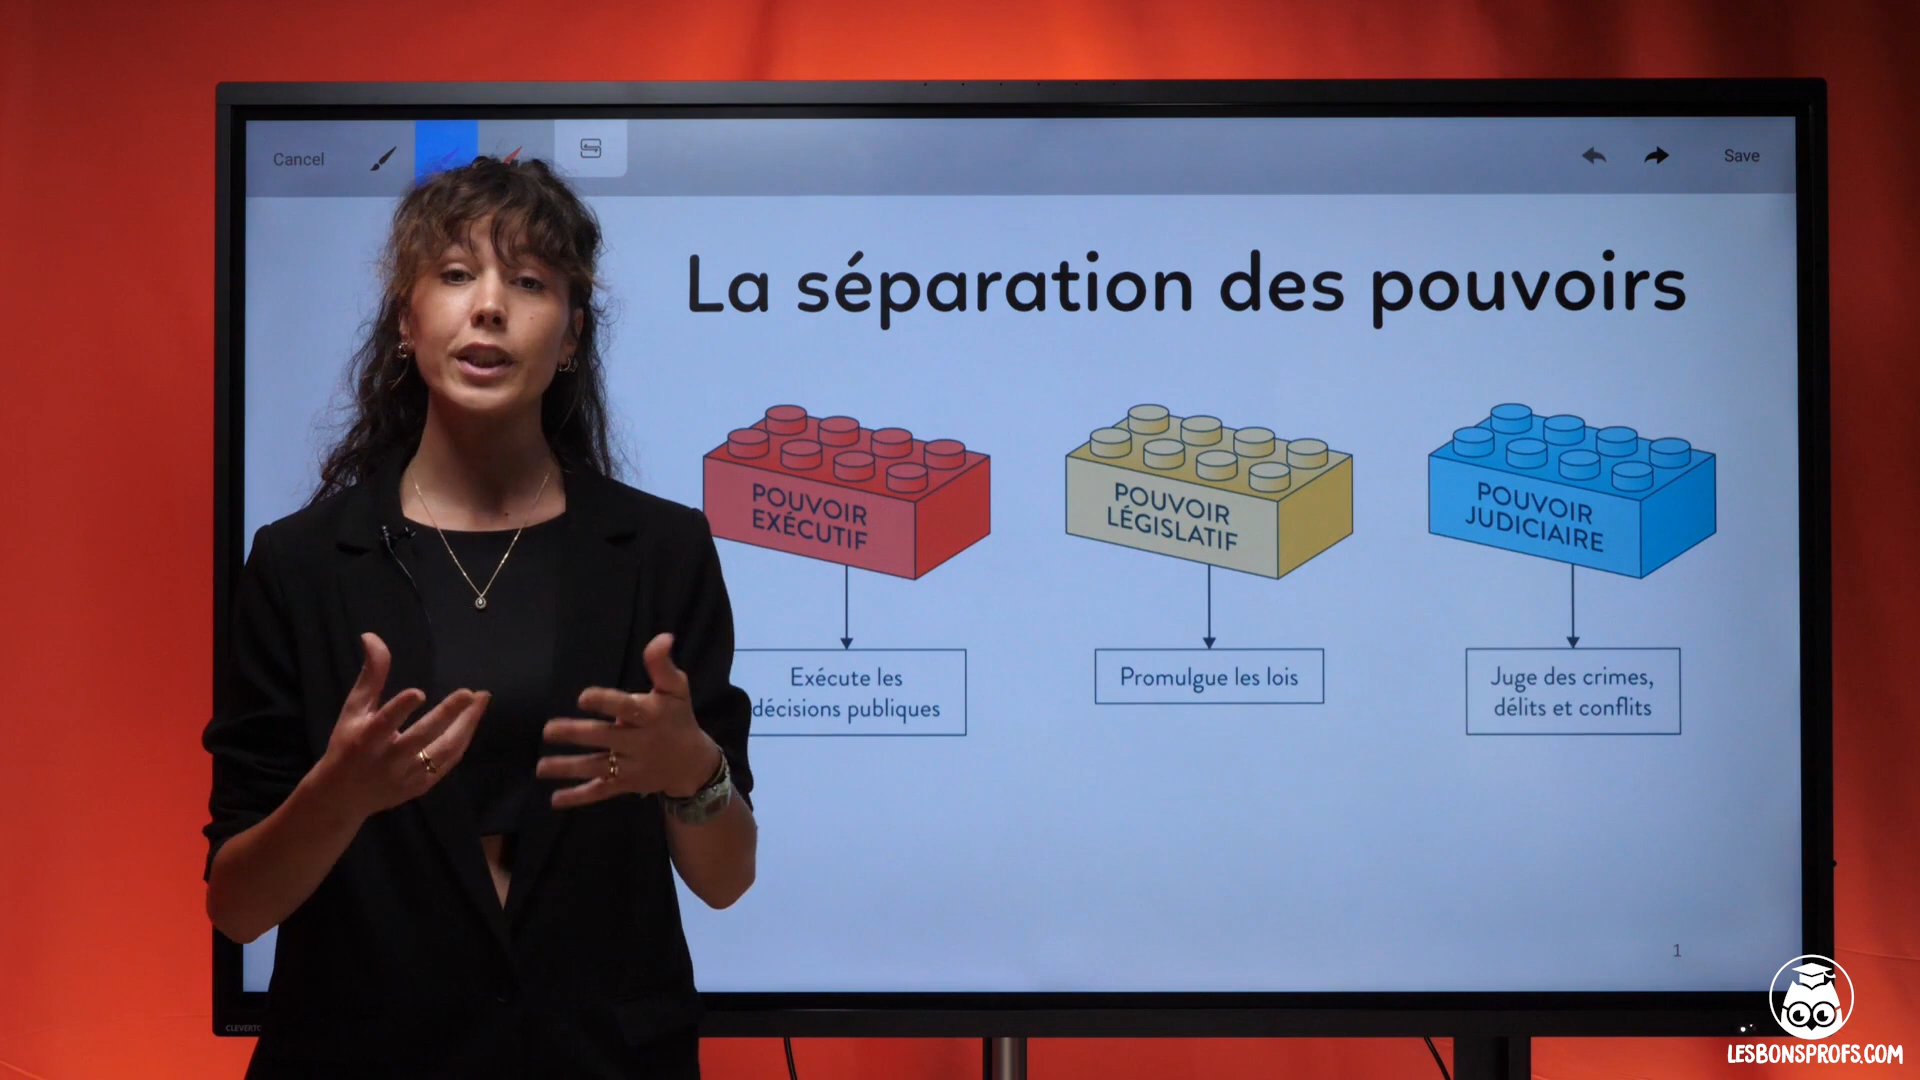 Cancel
Save
La séparation des pouvoirs
POUVOIR
EXÉCUTIF
POUVOIR
LÉGISLATIF
POUVOIR
JUDICIAIRE
Exécute les
décisions publiques
Promulgue les lois
Juge des crimes,
délits et conflits
1
LESBONSPROFS.COM